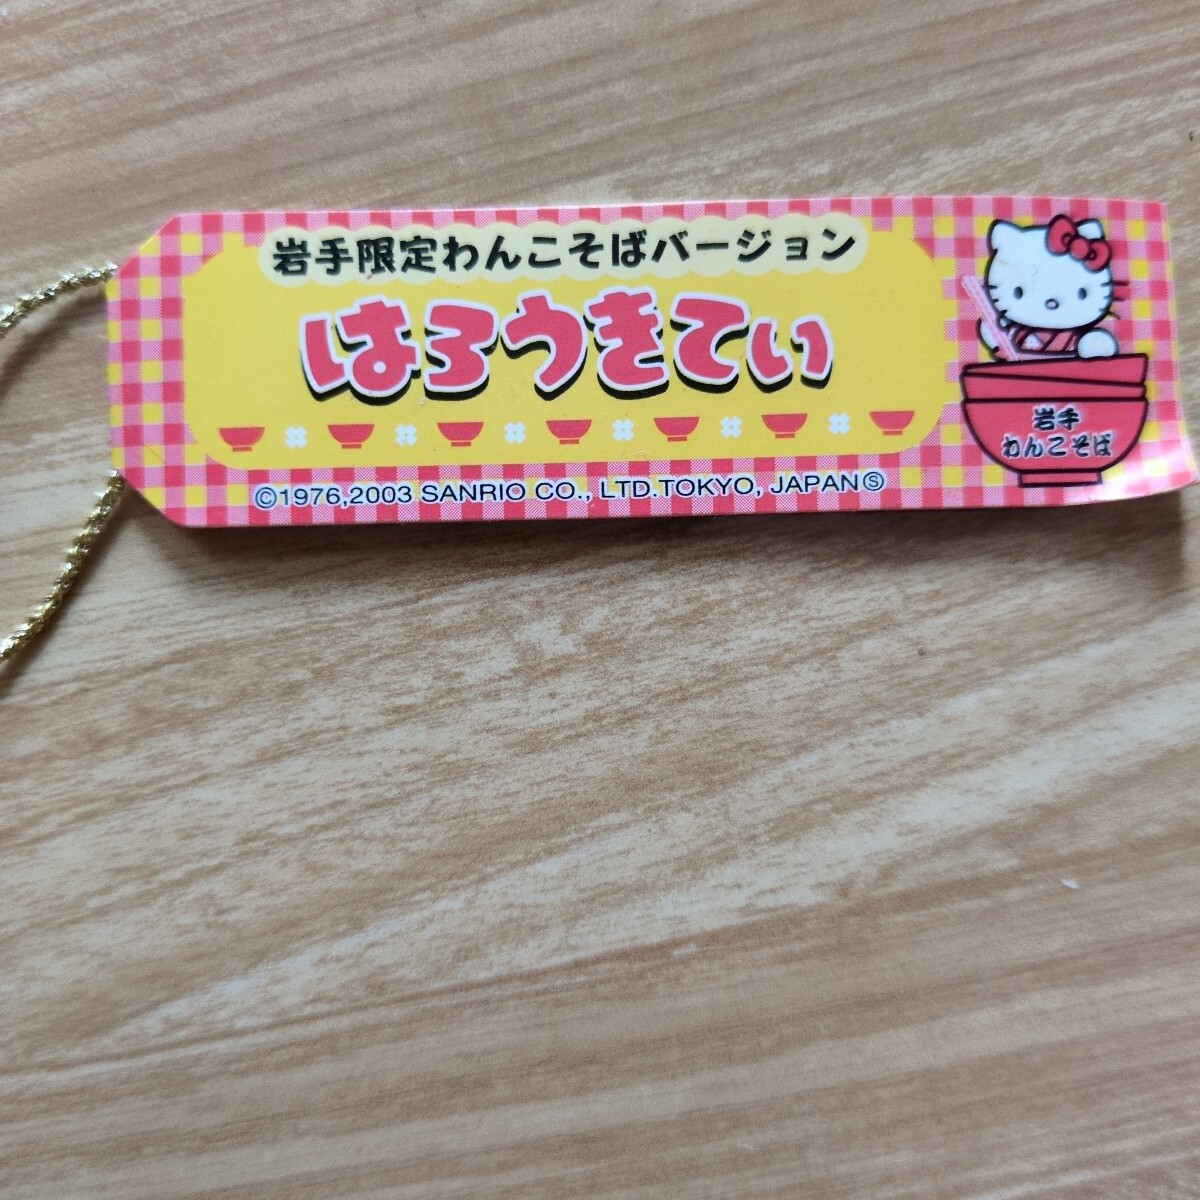 岩手限定わんこそばバージョン
はろうきてぃ
©1976,2003 SANRIO CO., LTD.TOKYO, JAPANⓈ
岩手
わんこそば